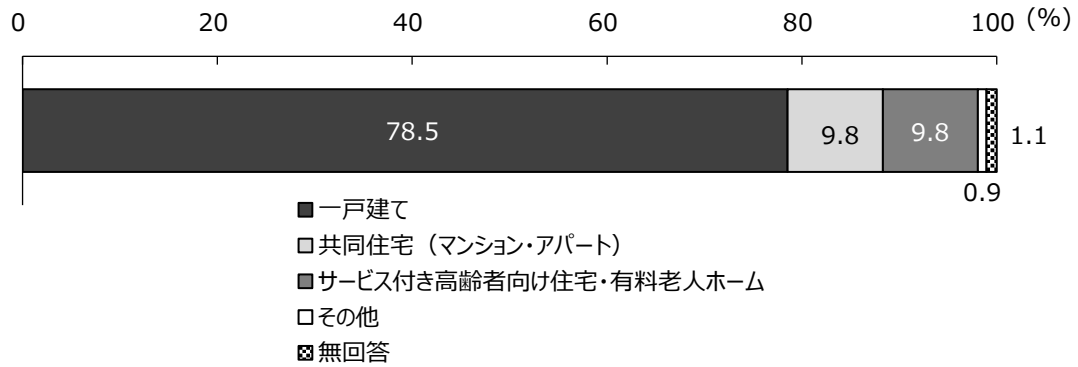 0 20 40 60 80 100 (%)
78.5 9.8 9.8 1.1
0.9
一戸建て
共同住宅（マンション・アパート）
サービス付き高齢者向け住宅・有料老人ホーム
その他
無回答